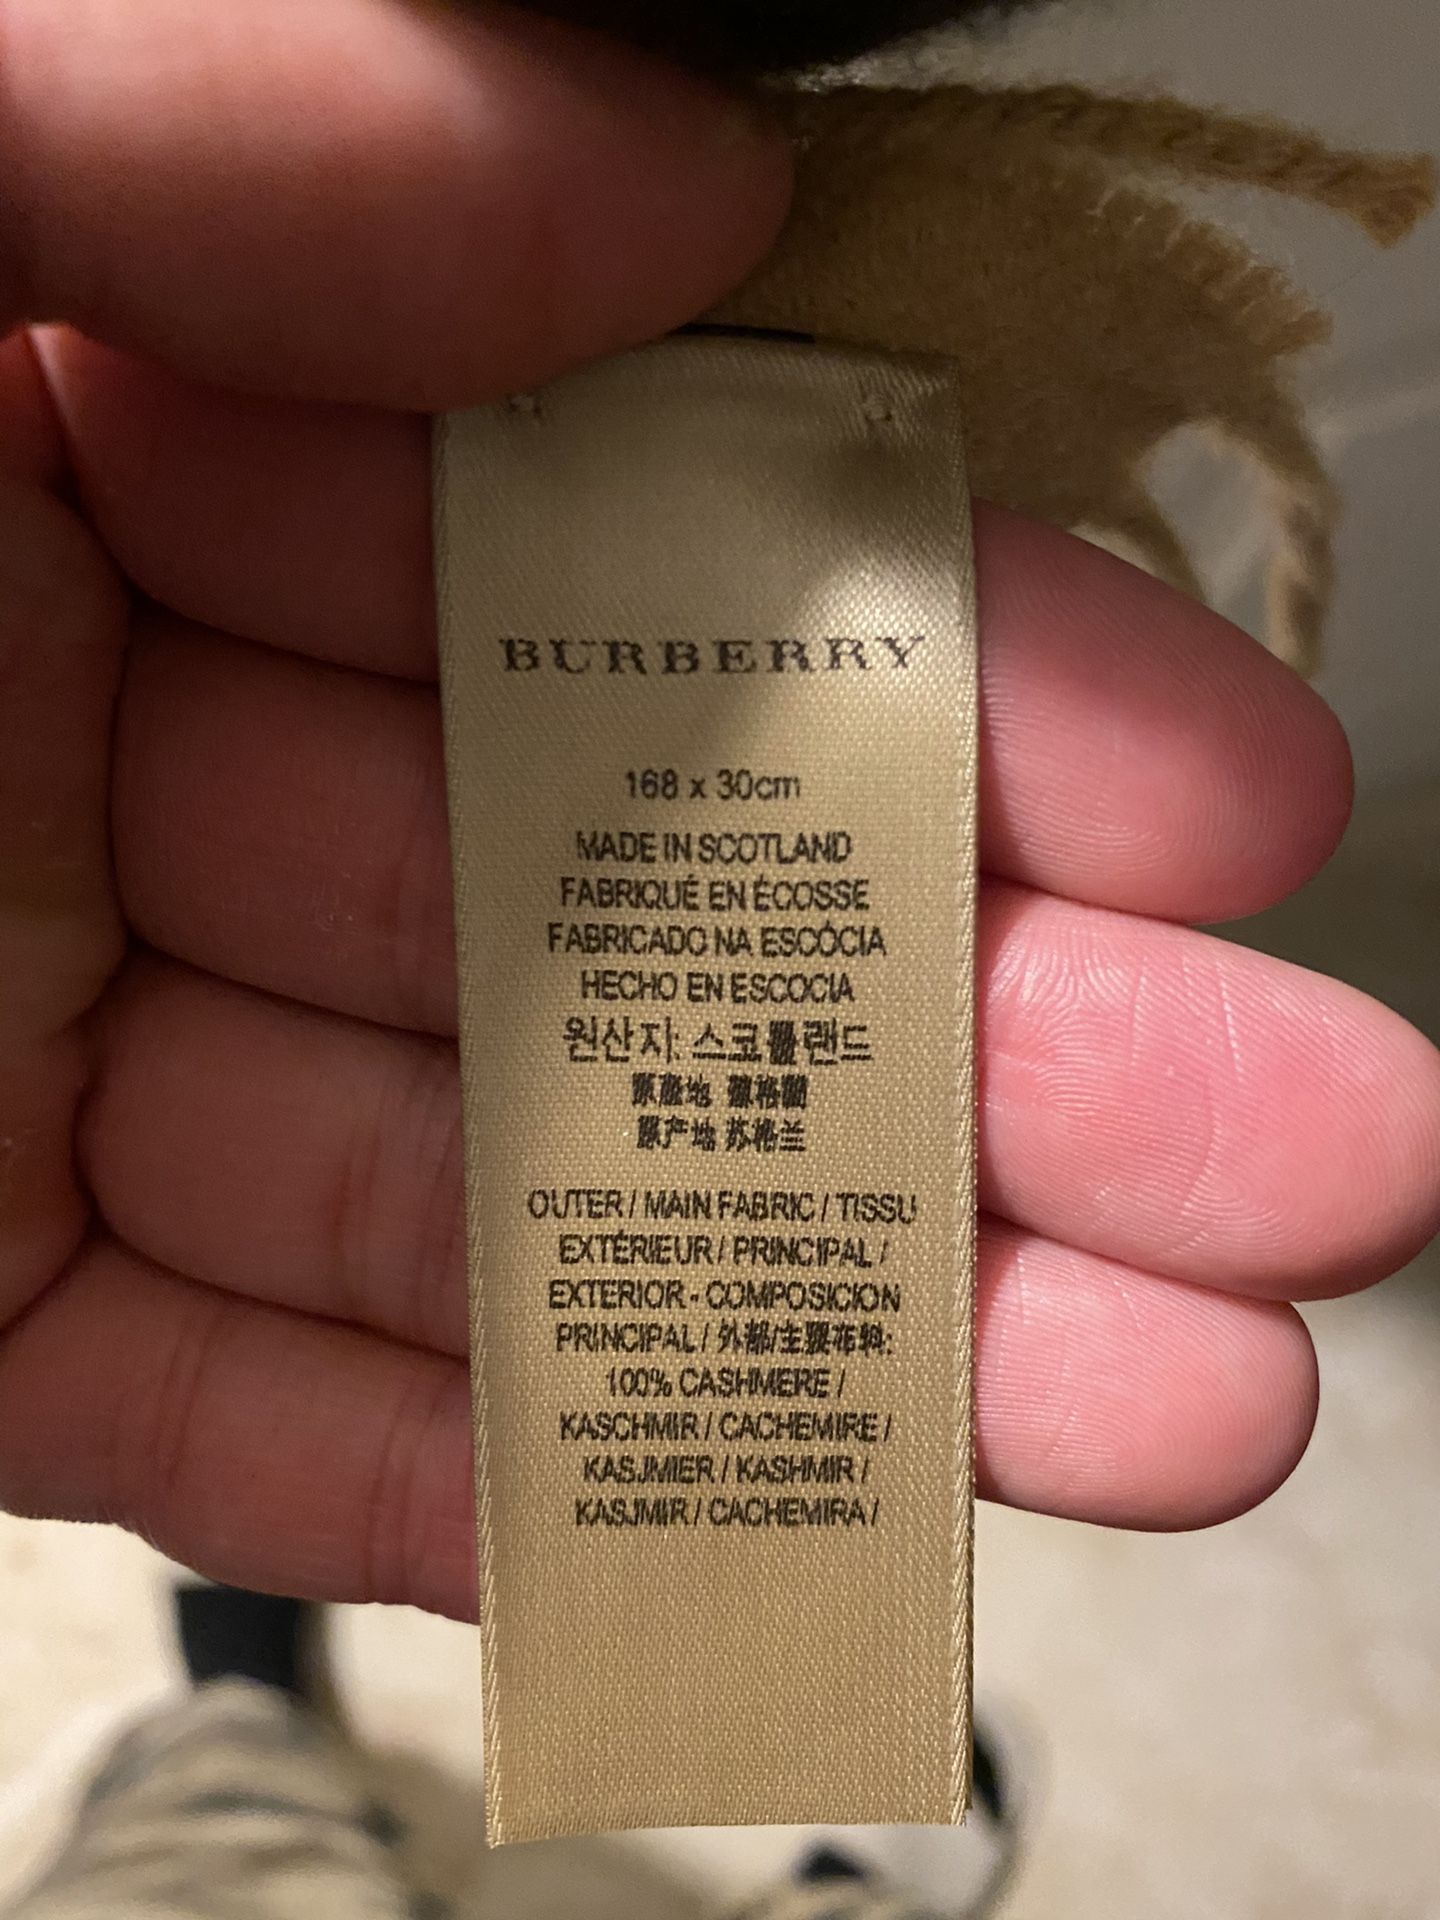 BURBERRY
168 x 30cm
MADE IN SCOTLAND
FABRIQUÉ EN ÉCOSSE
FABRICADO NA ESCÓCIA
HECHO EN ESCOCIA
원산지: 스코틀랜드
原產地 蘇格蘭
原产地 苏格兰
OUTER / MAIN FABRIC / TISSU
EXTÉRIEUR / PRINCIPAL /
EXTERIOR - COMPOSICION
PRINCIPAL / 外部/主要布料:
100% CASHMERE /
KASCHMIR / CACHEMIRE /
KASJMIER / KASHMIR /
KASJMIR / CACHEMIRA /